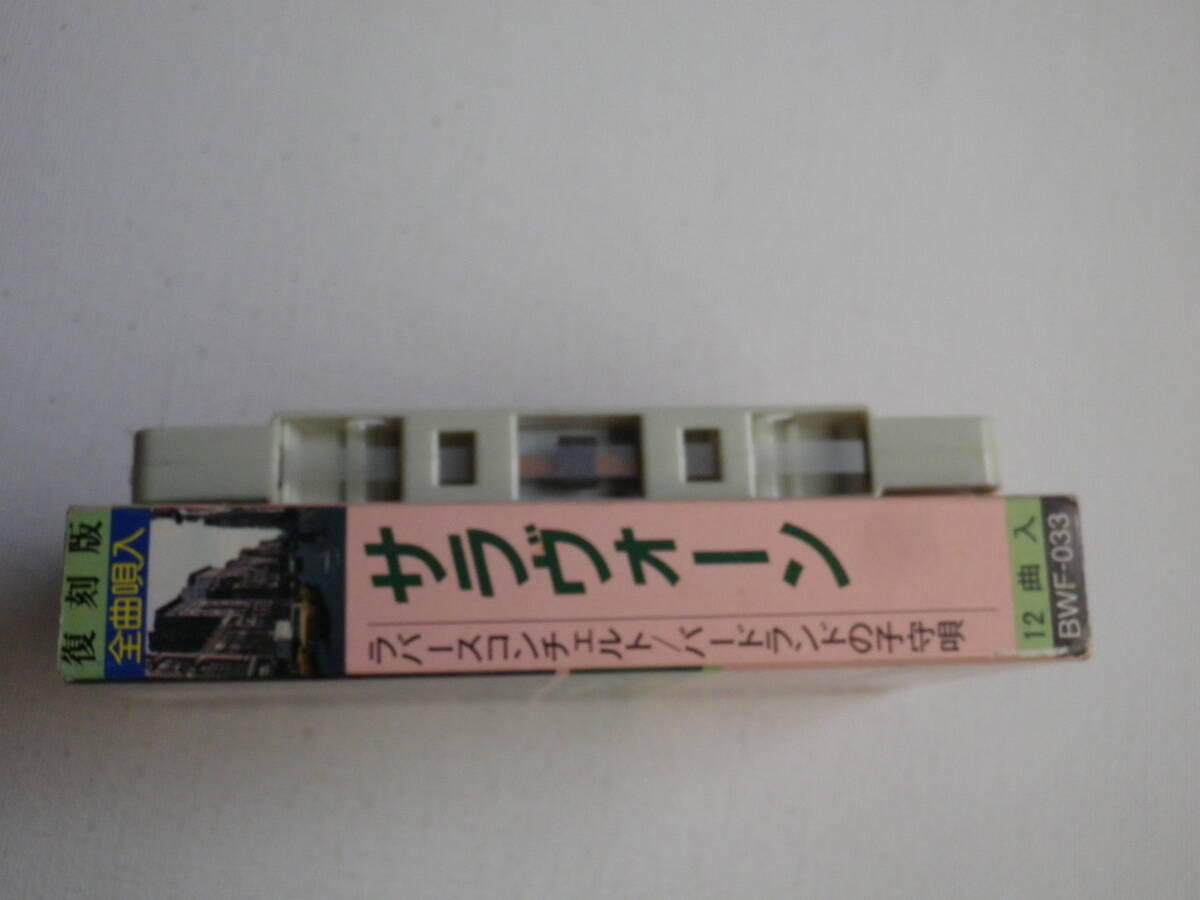 復刻版
全曲唄入
サラヴォーン
ラバースコンチェルト/バードランドの子守唄
12曲入
BWF-033